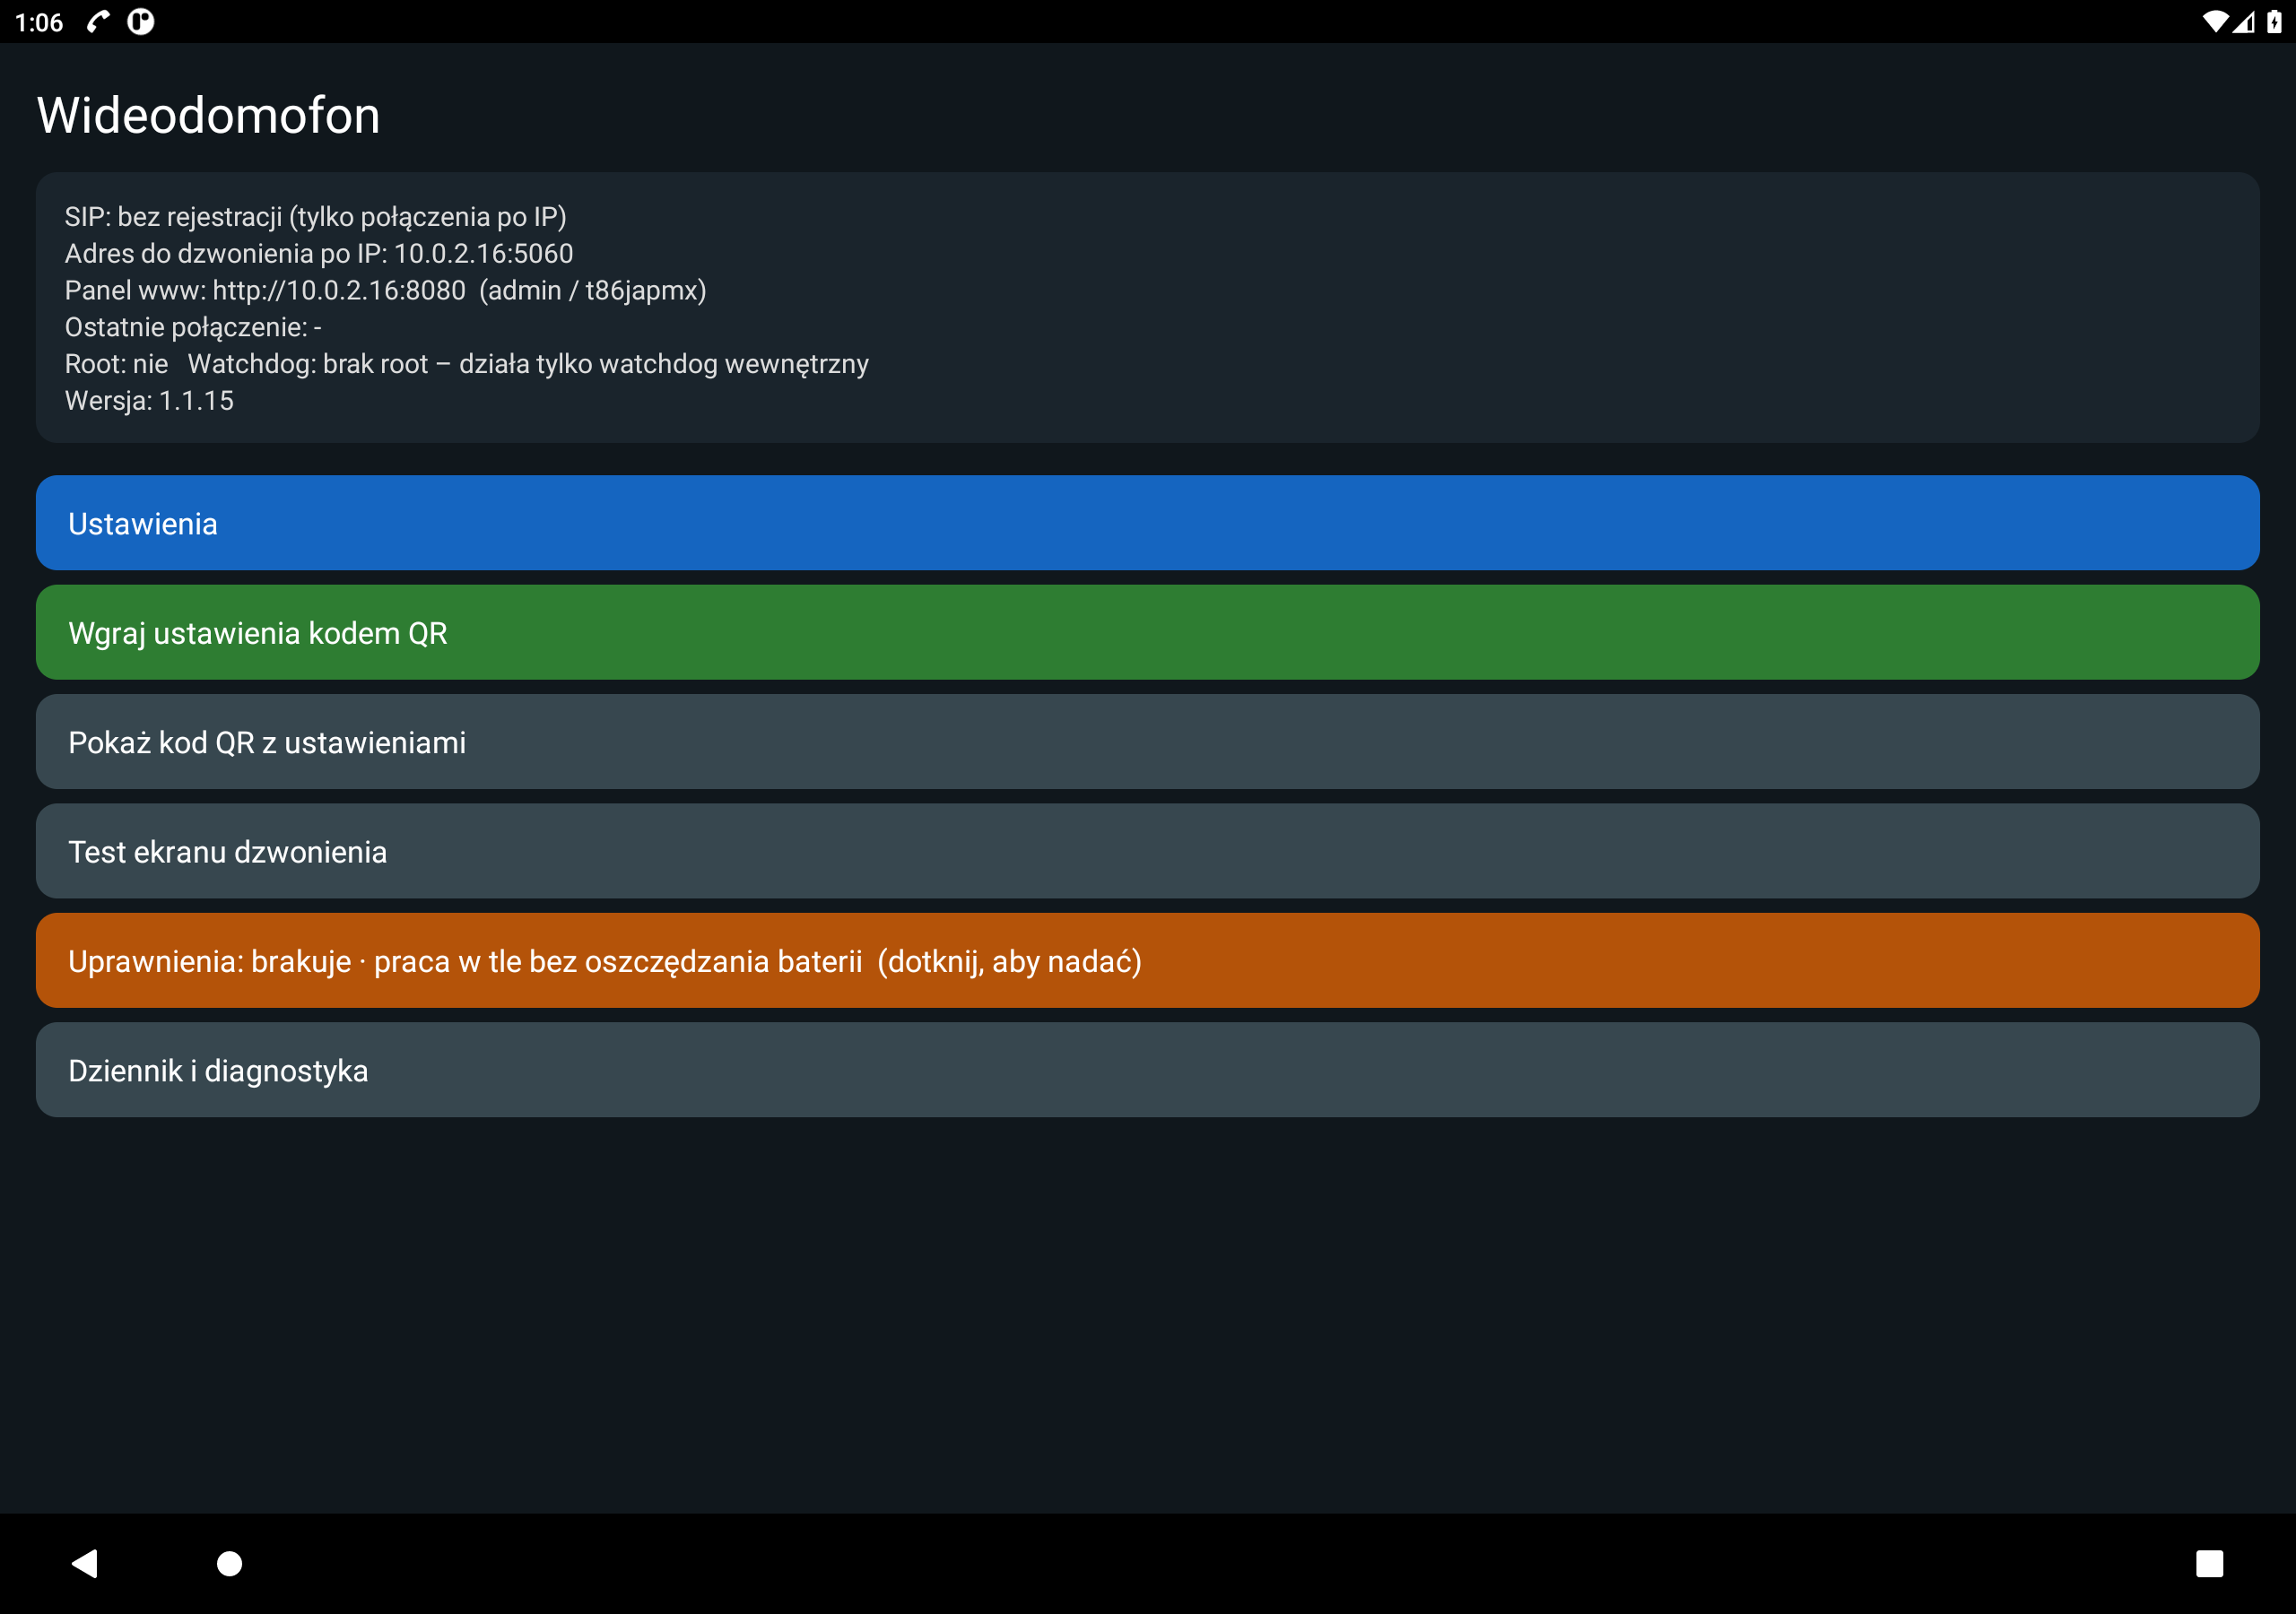 1:06
Wideodomofon
SIP: bez rejestracji (tylko połączenia po IP)
Adres do dzwonienia po IP: 10.0.2.16:5060
Panel www: http://10.0.2.16:8080  (admin / t86japmx)
Ostatnie połączenie: -
Root: nie   Watchdog: brak root – działa tylko watchdog wewnętrzny
Wersja: 1.1.15
Ustawienia
Wgraj ustawienia kodem QR
Pokaż kod QR z ustawieniami
Test ekranu dzwonienia
Uprawnienia: brakuje · praca w tle bez oszczędzania baterii  (dotknij, aby nadać)
Dziennik i diagnostyka